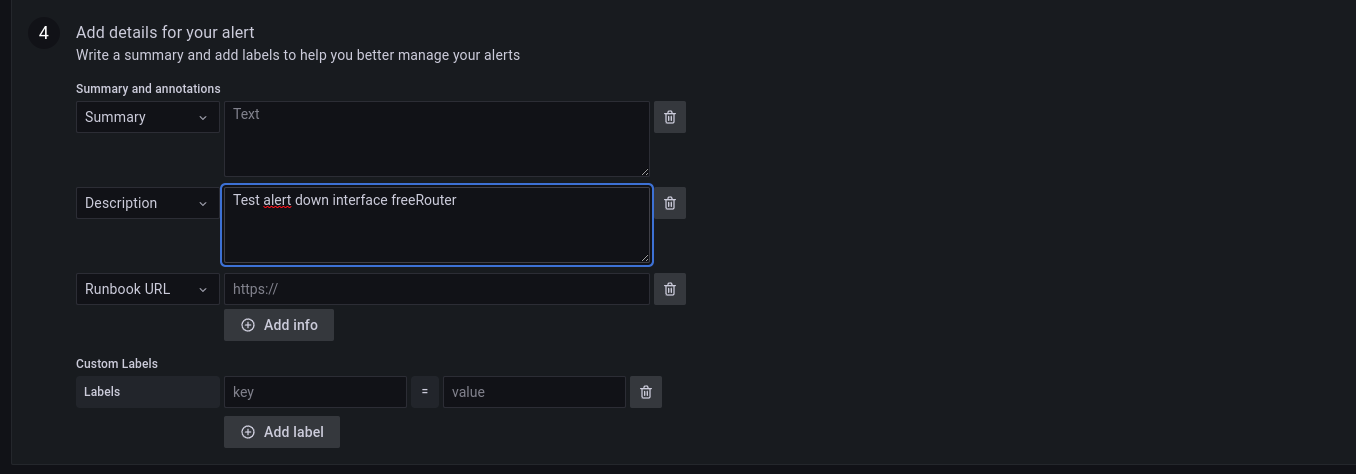 4
Add details for your alert
Write a summary and add labels to help you better manage your alerts
Summary and annotations
Summary
Text
Description
Test alert down interface freeRouter
Runbook URL
https://
Add info
Custom Labels
Labels
key
=
value
Add label